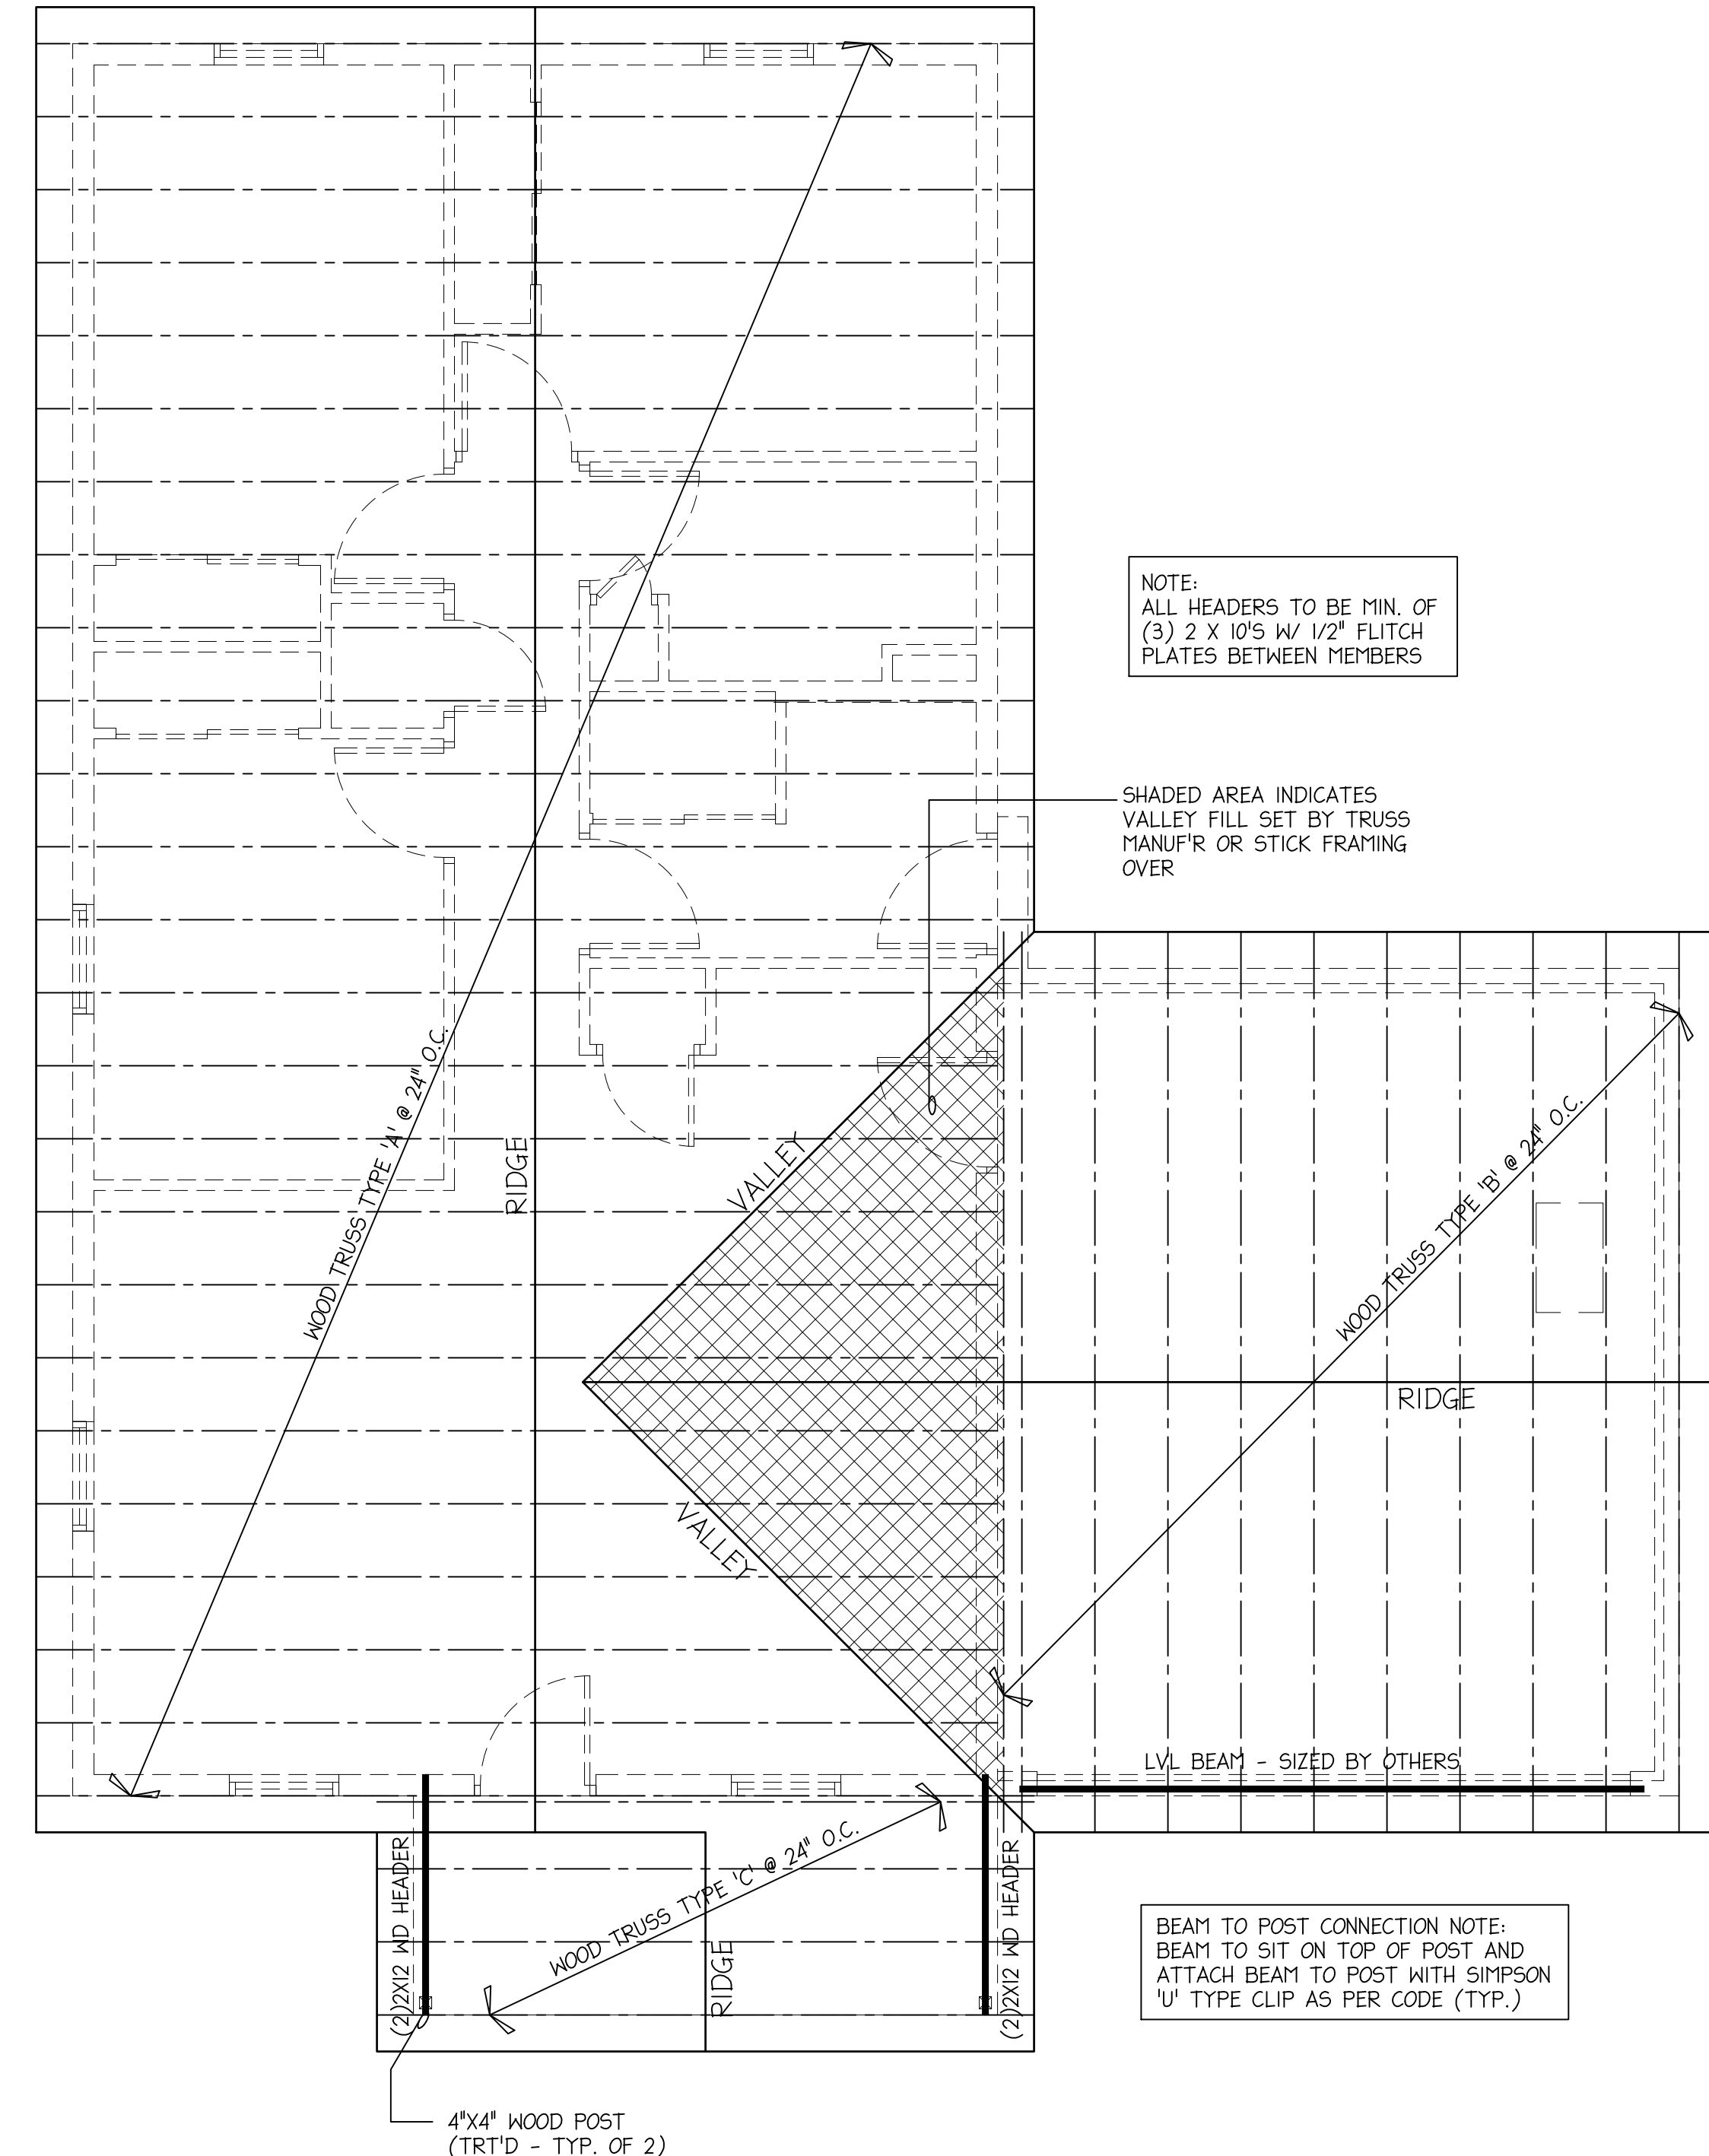 NOTE:
ALL HEADERS TO BE MIN. OF
(3) 2 X 10'S W/ 1/2" FLITCH
PLATES BETWEEN MEMBERS
SHADED AREA INDICATES
VALLEY FILL SET BY TRUSS
MANUF'R OR STICK FRAMING
OVER
WOOD TRUSS TYPE 'A' @ 24" O.C.
RIDGE
VALLEY
WOOD TRUSS TYPE 'B' @ 24" O.C.
RIDGE
VALLEY
LVL BEAM - SIZED BY OTHERS
(2)2X12 WD HEADER
WOOD TRUSS TYPE 'C' @ 24" O.C.
RIDGE
(2)2X12 WD HEADER
BEAM TO POST CONNECTION NOTE:
BEAM TO SIT ON TOP OF POST AND
ATTACH BEAM TO POST WITH SIMPSON
'U' TYPE CLIP AS PER CODE (TYP.)
4"X4" WOOD POST
(TRT'D - TYP. OF 2)